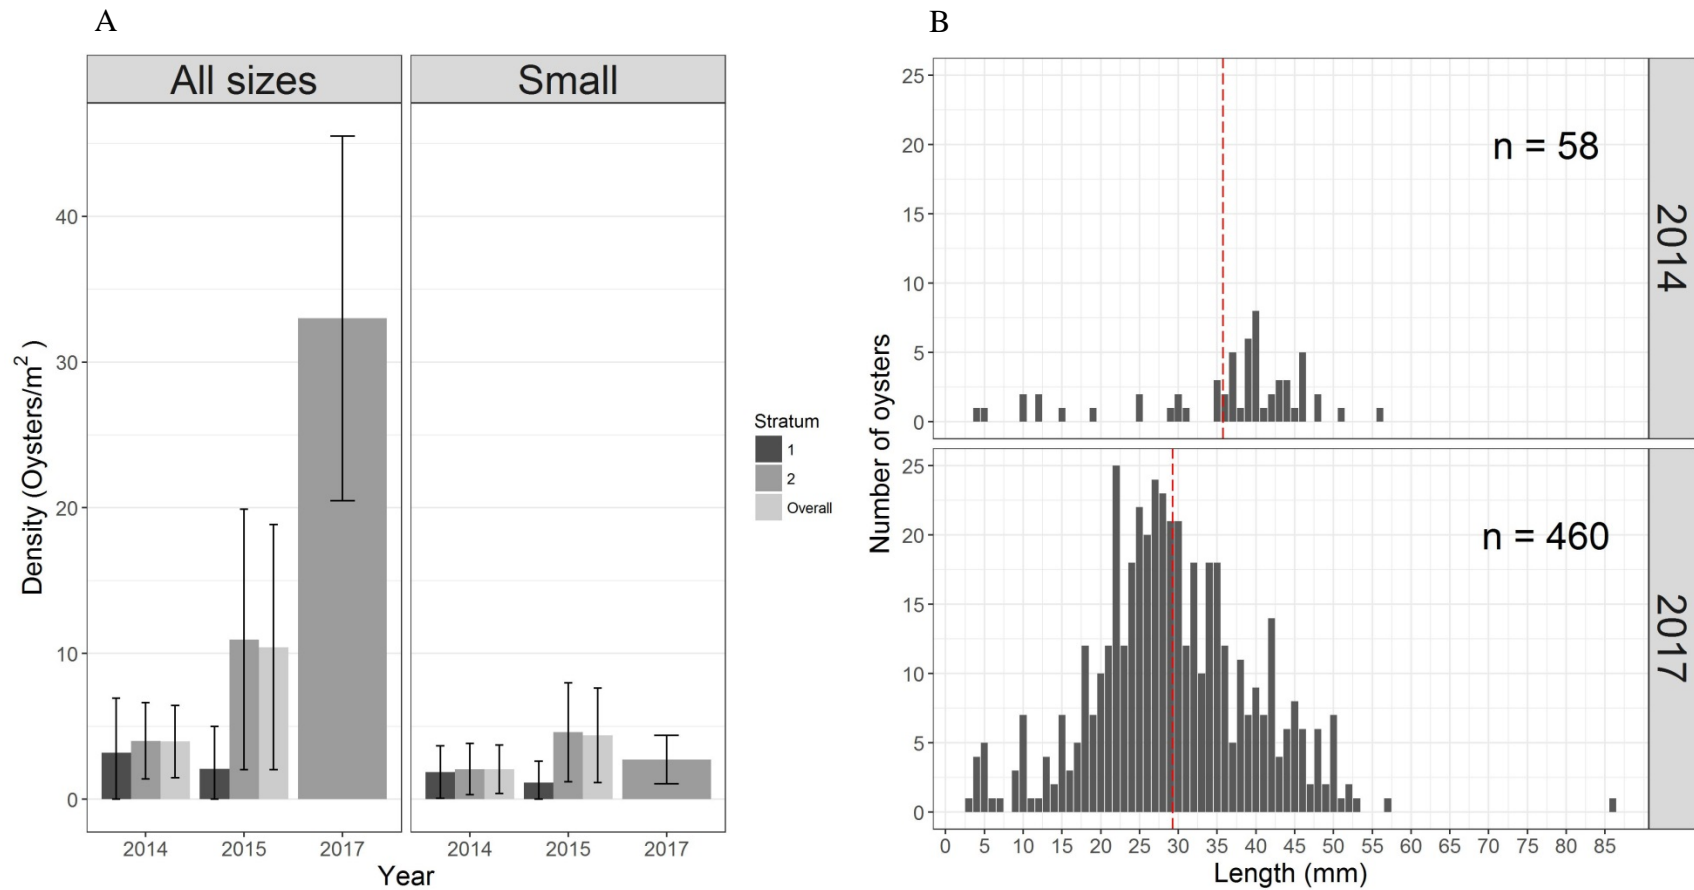 A
All sizes
Small
Density (Oysters/m²)
40
30
20
10
0
2014
2015
2017
2014
2015
2017
Year
Stratum
1
2
Overall
B
Number of oysters
25
20
15
10
5
0
n = 58
2014
25
20
15
10
5
0
n = 460
2017
0 5 10 15 20 25 30 35 40 45 50 55 60 65 70 75 80 85
Length (mm)